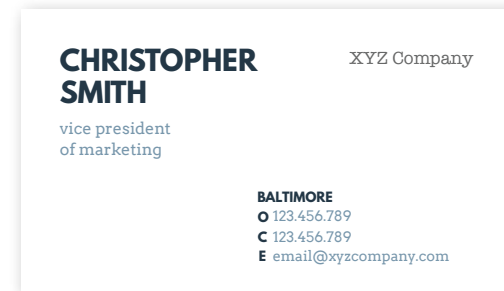 CHRISTOPHER
SMITH
XYZ Company
vice president
of marketing
BALTIMORE
O 123.456.789
C 123.456.789
E email@xyzcompany.com